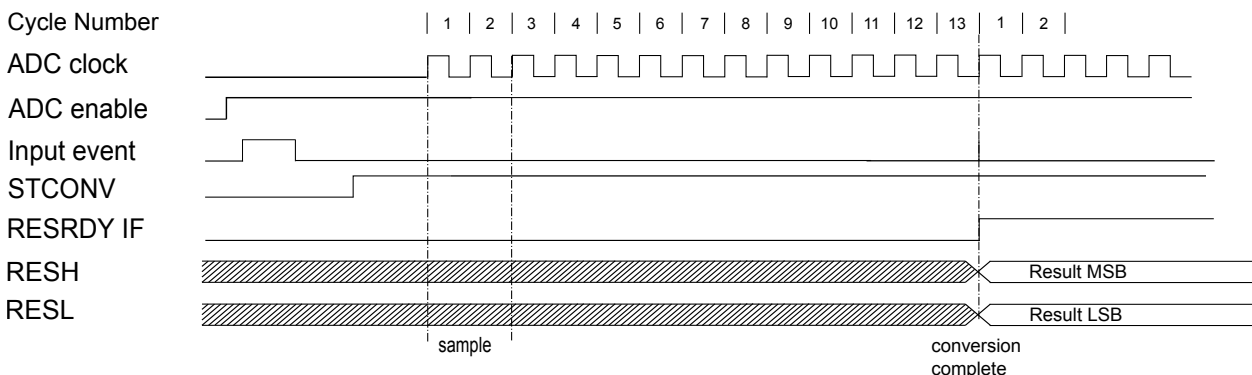 Cycle Number 1 2 3 4 5 6 7 8 9 10 11 12 13 1 2
ADC clock
ADC enable
Input event
STCONV
RESRDY IF
RESH Result MSB
RESL Result LSB
sample conversion
complete